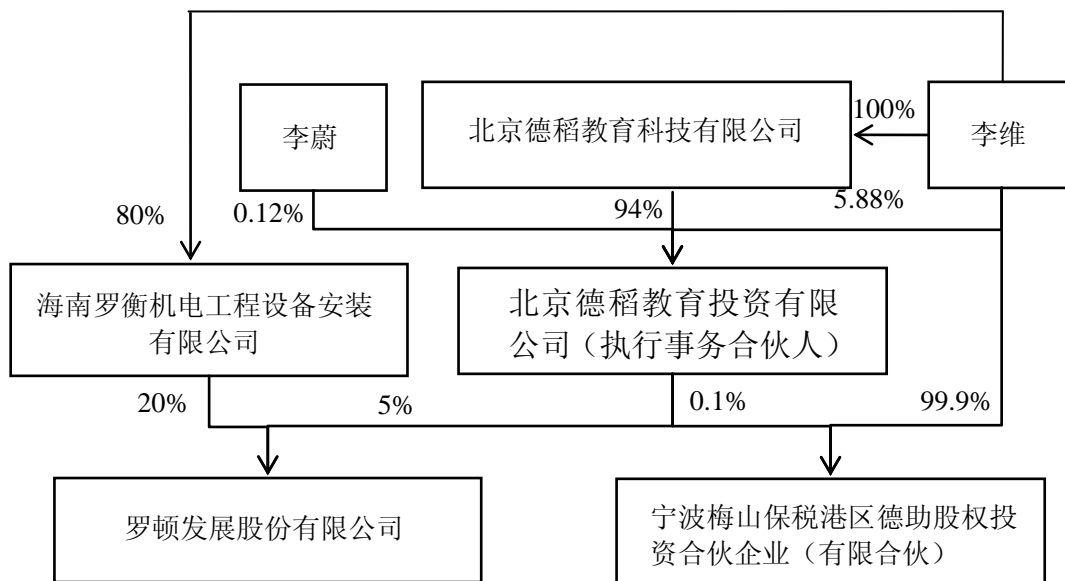 李蔚
北京德稻教育科技有限公司
100%
李维
80%
0.12%
94%
5.88%
海南罗衡机电工程设备安装
有限公司
北京德稻教育投资有限
公司（执行事务合伙人）
20%
5%
0.1%
99.9%
罗顿发展股份有限公司
宁波梅山保税港区德助股权投
资合伙企业（有限合伙）